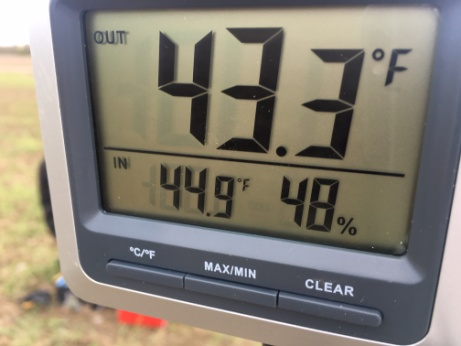 OUT 43.3 °F
IN 44.9 °F 48 %
°C/°F MAX/MIN CLEAR